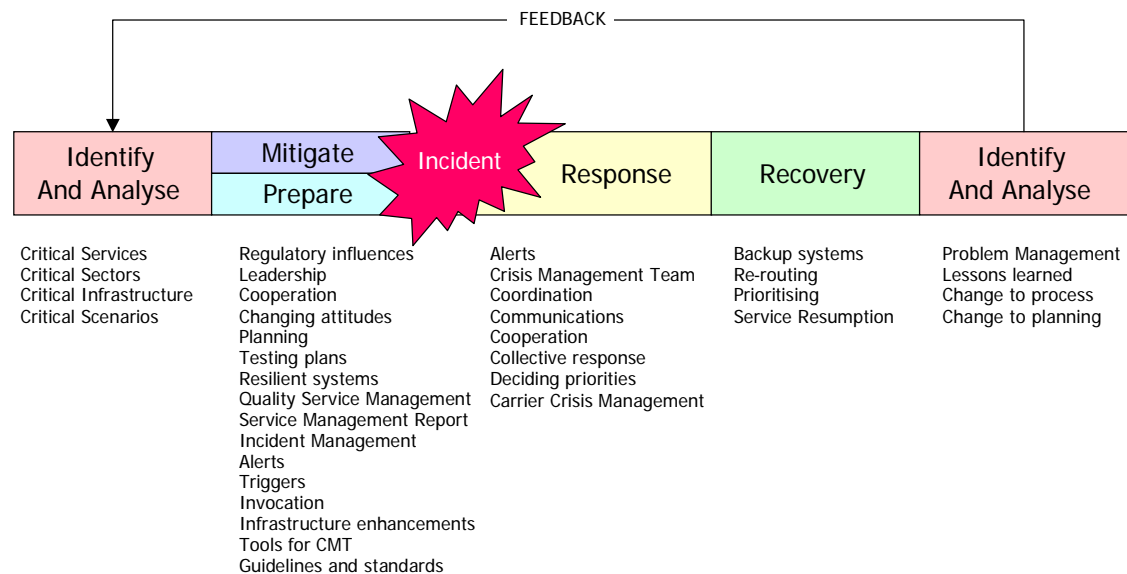 FEEDBACK
Identify
And Analyse
Mitigate
Prepare
Incident
Response
Recovery
Identify
And Analyse
Critical Services
Critical Sectors
Critical Infrastructure
Critical Scenarios
Regulatory influences
Leadership
Cooperation
Changing attitudes
Planning
Testing plans
Resilient systems
Quality Service Management
Service Management Report
Incident Management
Alerts
Triggers
Invocation
Infrastructure enhancements
Tools for CMT
Guidelines and standards
Alerts
Crisis Management Team
Coordination
Communications
Cooperation
Collective response
Deciding priorities
Carrier Crisis Management
Backup systems
Re-routing
Prioritising
Service Resumption
Problem Management
Lessons learned
Change to process
Change to planning